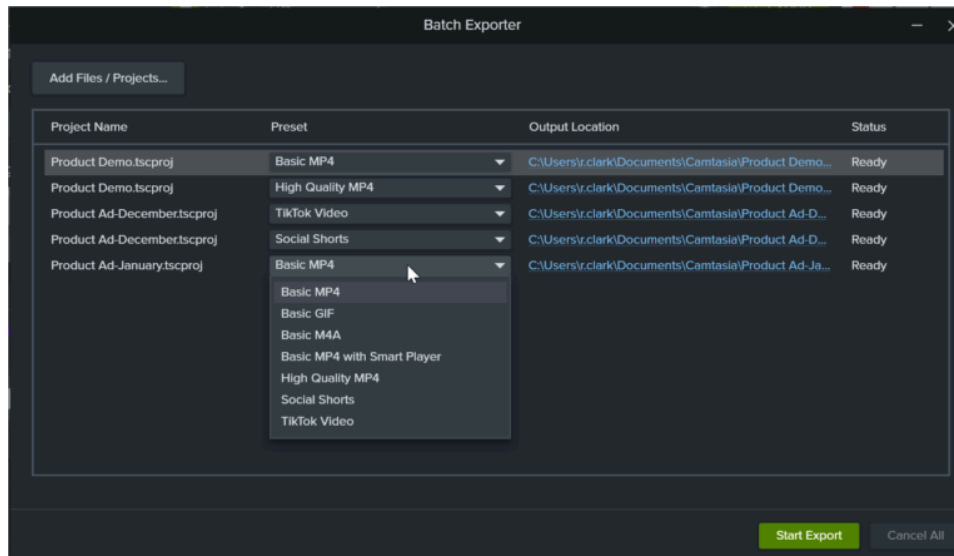 Batch Exporter
Add Files / Projects...
Project Name Preset Output Location Status
Product Demo.tscproj Basic MP4 C:\Users\r.clark\Documents\Camtasia\Product Demo... Ready
Product Demo.tscproj High Quality MP4 C:\Users\r.clark\Documents\Camtasia\Product Demo... Ready
Product Ad-December.tscproj TikTok Video C:\Users\r.clark\Documents\Camtasia\Product Ad-D... Ready
Product Ad-December.tscproj Social Shorts C:\Users\r.clark\Documents\Camtasia\Product Ad-D... Ready
Product Ad-January.tscproj Basic MP4 C:\Users\r.clark\Documents\Camtasia\Product Ad-Ja... Ready
Basic MP4
Basic GIF
Basic M4A
Basic MP4 with Smart Player
High Quality MP4
Social Shorts
TikTok Video
Start Export Cancel All